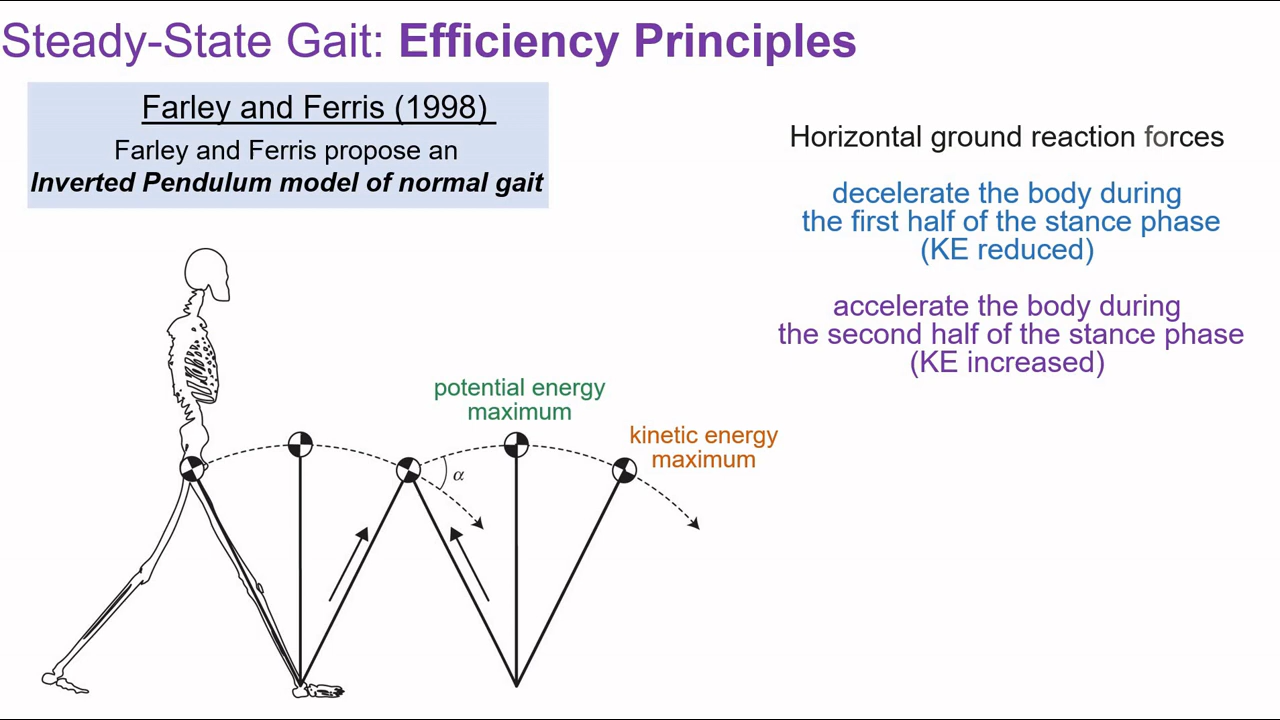 Steady-State Gait: Efficiency Principles
Farley and Ferris (1998)
Farley and Ferris propose an
Inverted Pendulum model of normal gait
Horizontal ground reaction forces
decelerate the body during
the first half of the stance phase
(KE reduced)
accelerate the body during
the second half of the stance phase
(KE increased)
potential energy
maximum
kinetic energy
maximum
α